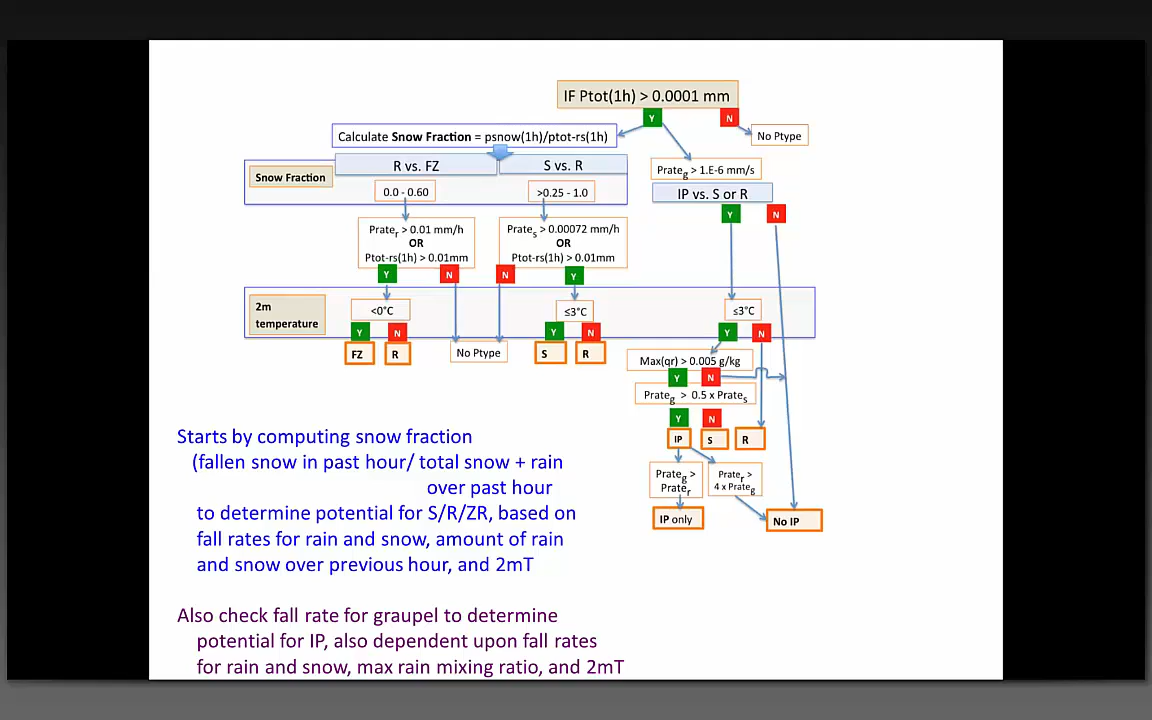 IF Ptot(1h) > 0.0001 mm
Y
N
Calculate Snow Fraction = psnow(1h)/ptot-rs(1h)
No Ptype
R vs. FZ
S vs. R
Prateg > 1.E-6 mm/s
Snow Fraction
0.0 - 0.60
>0.25 - 1.0
IP vs. S or R
Y
N
Prater > 0.01 mm/h
OR
Ptot-rs(1h) > 0.01mm
Prates > 0.00072 mm/h
OR
Ptot-rs(1h) > 0.01mm
Y
N
N
Y
2m
temperature
<0°C
≤3°C
≤3°C
Y
N
Y
N
Y
N
FZ
R
No Ptype
S
R
Max(qr) > 0.005 g/kg
Y
N
Prateg > 0.5 x Prates
Y
N
IP
S
R
Prateg >
Prater
Prater >
4 x Prateg
IP only
No IP
Starts by computing snow fraction
(fallen snow in past hour/ total snow + rain
over past hour
to determine potential for S/R/ZR, based on
fall rates for rain and snow, amount of rain
and snow over previous hour, and 2mT
Also check fall rate for graupel to determine
potential for IP, also dependent upon fall rates
for rain and snow, max rain mixing ratio, and 2mT